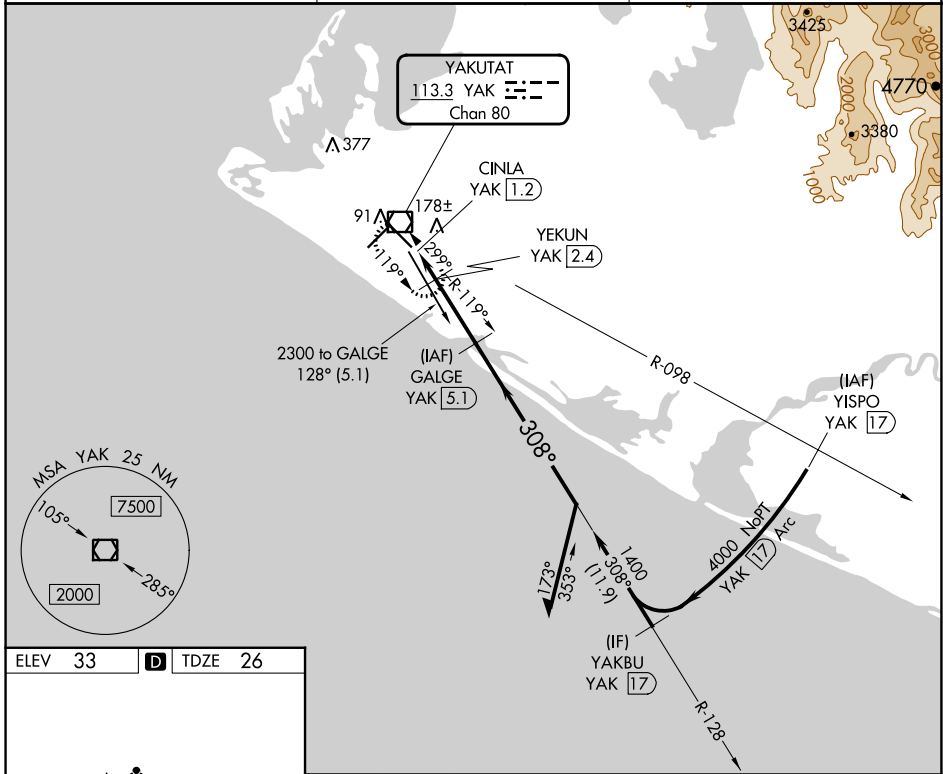 3425
3000
4770
2000
3380
1000
YAKUTAT
113.3 YAK
Chan 80
377
CINLA
YAK 1.2
91
178±
YEKUN
YAK 2.4
299°
R-119°
119°
2300 to GALGE
128° (5.1)
(IAF)
GALGE
YAK 5.1
R-098
(IAF)
YISPO
YAK 17
308°
MSA YAK 25 NM
105°
7500
285°
2000
4000 NoPT
YAK 17 Arc
1400
308°
(11.9)
173°
353°
(IF)
YAKBU
YAK 17
R-128
ELEV 33 D TDZE 26